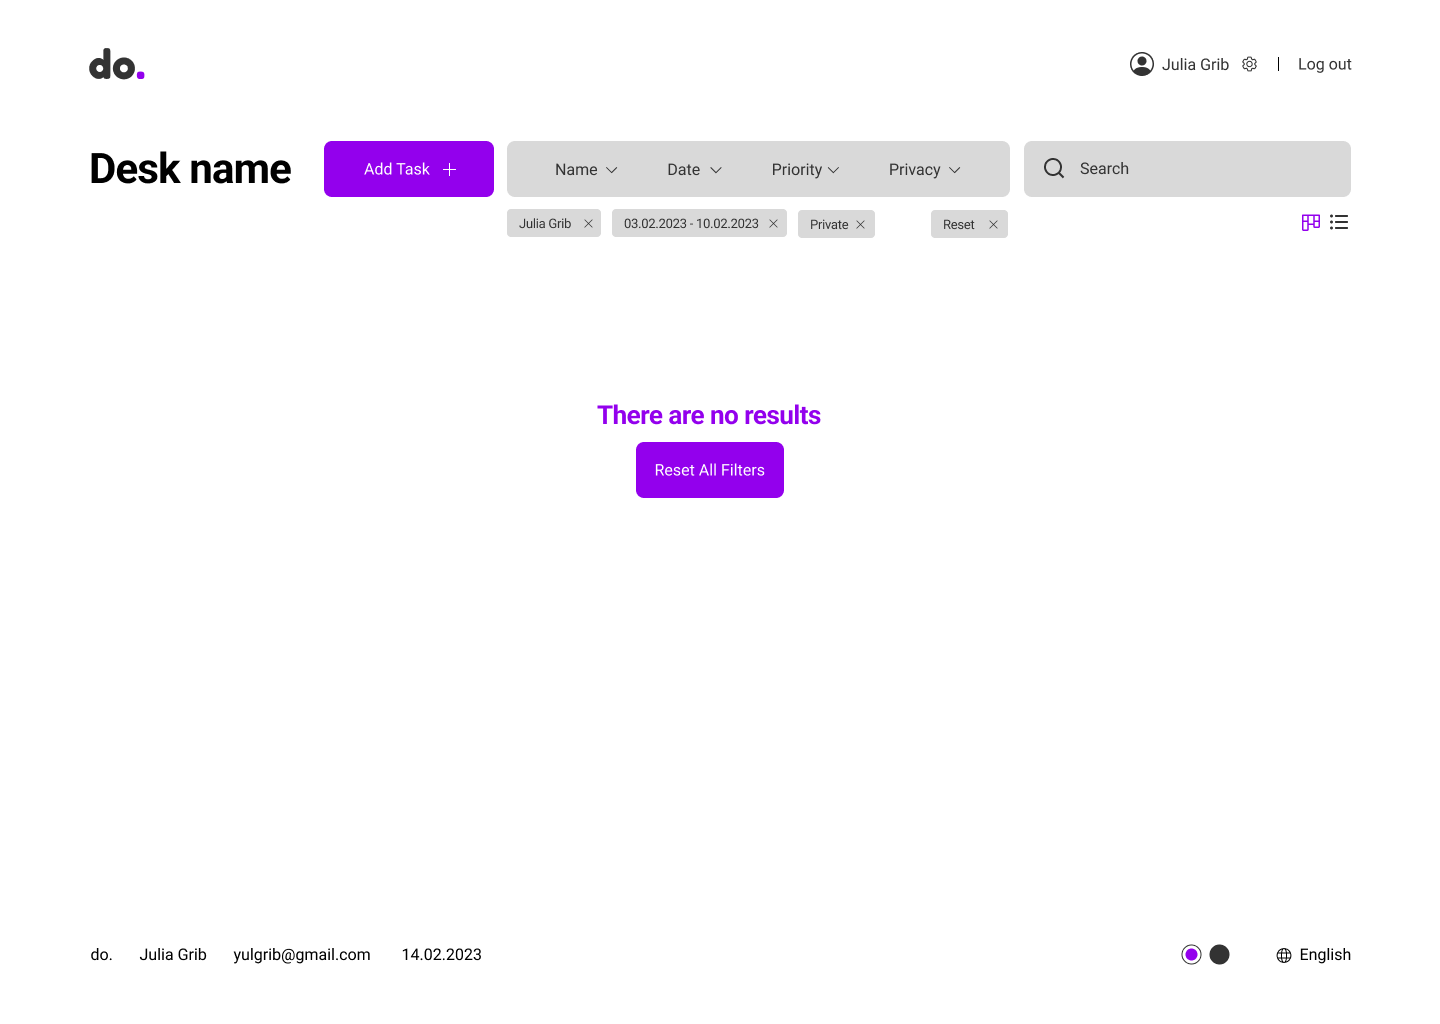 do.
Julia Grib | Log out
Desk name
Add Task
Name Date Priority Privacy
Search
Julia Grib 03.02.2023 - 10.02.2023 Private Reset
There are no results
Reset All Filters
do. Julia Grib yulgrib@gmail.com 14.02.2023
English